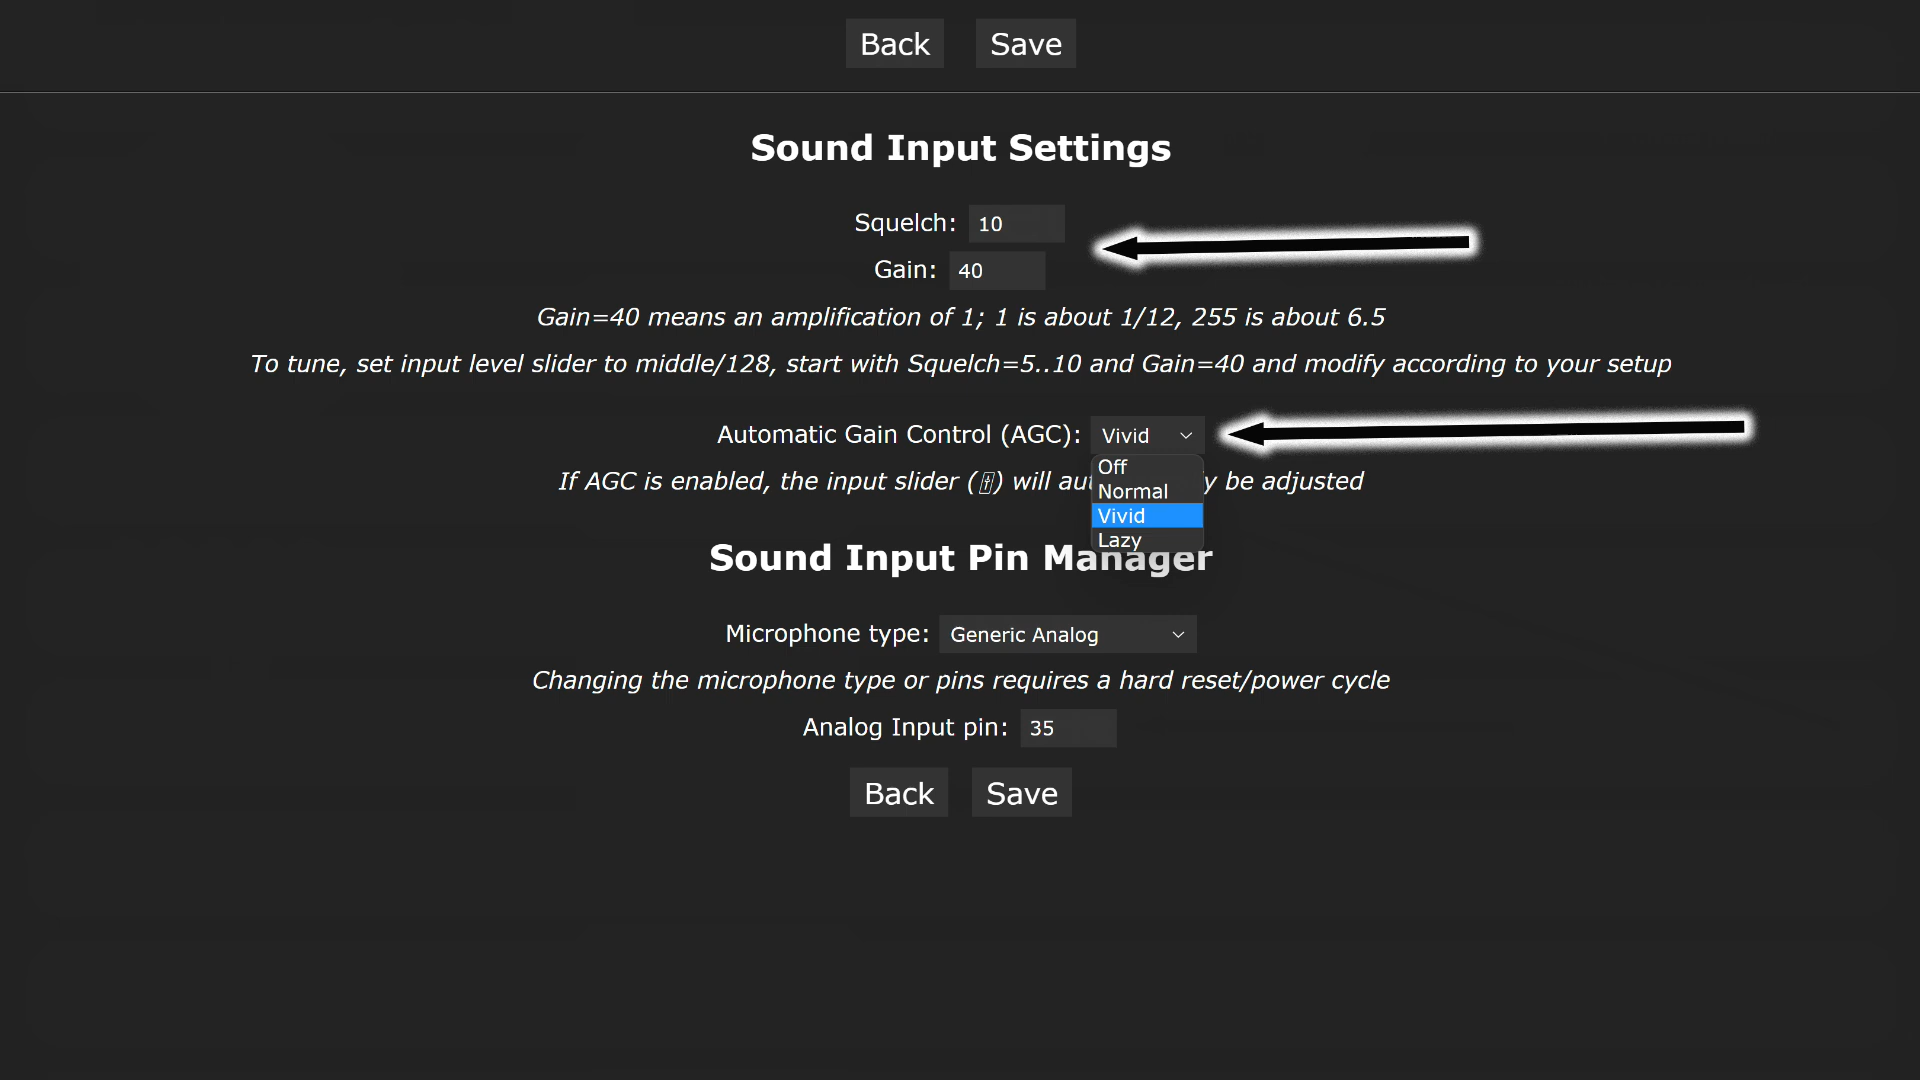 Back Save
Sound Input Settings
Squelch: 10
Gain: 40
Gain=40 means an amplification of 1; 1 is about 1/12, 255 is about 6.5
To tune, set input level slider to middle/128, start with Squelch=5..10 and Gain=40 and modify according to your setup
Automatic Gain Control (AGC): Vivid
Off
If AGC is enabled, the input slider () will be adjusted
Normal
Vivid
Lazy
Sound Input Pin Manager
Microphone type: Generic Analog
Changing the microphone type or pins requires a hard reset/power cycle
Analog Input pin: 35
Back Save